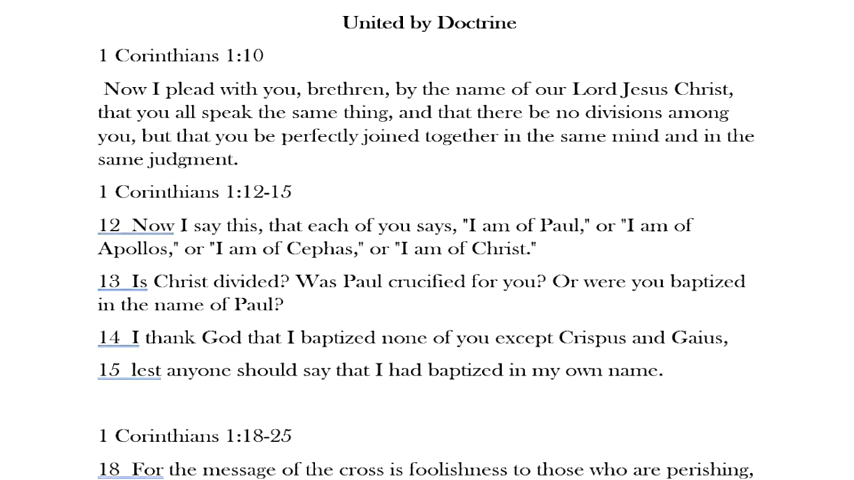 United by Doctrine
1 Corinthians 1:10
Now I plead with you, brethren, by the name of our Lord Jesus Christ,
that you all speak the same thing, and that there be no divisions among
you, but that you be perfectly joined together in the same mind and in the
same judgment.
1 Corinthians 1:12-15
12 Now I say this, that each of you says, "I am of Paul," or "I am of
Apollos," or "I am of Cephas," or "I am of Christ."
13 Is Christ divided? Was Paul crucified for you? Or were you baptized
in the name of Paul?
14 I thank God that I baptized none of you except Crispus and Gaius,
15 lest anyone should say that I had baptized in my own name.
1 Corinthians 1:18-25
18 For the message of the cross is foolishness to those who are perishing,